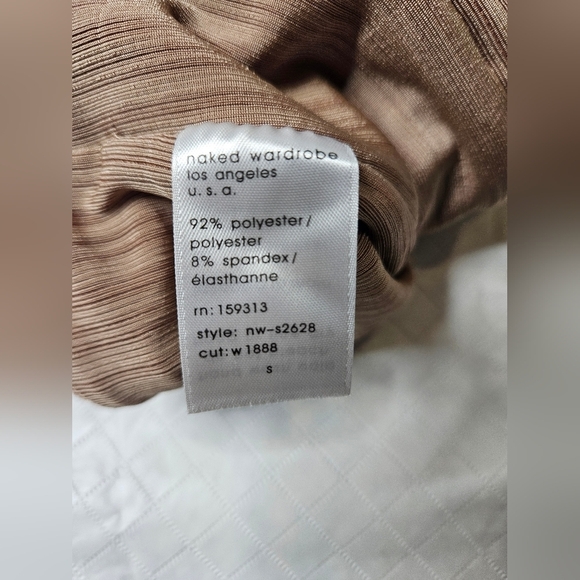 naked wardrobe
los angeles
u. s. a.
92% polyester/
polyester
8% spandex/
élasthanne
rn: 159313
style: nw-s2628
cut: w1888
s